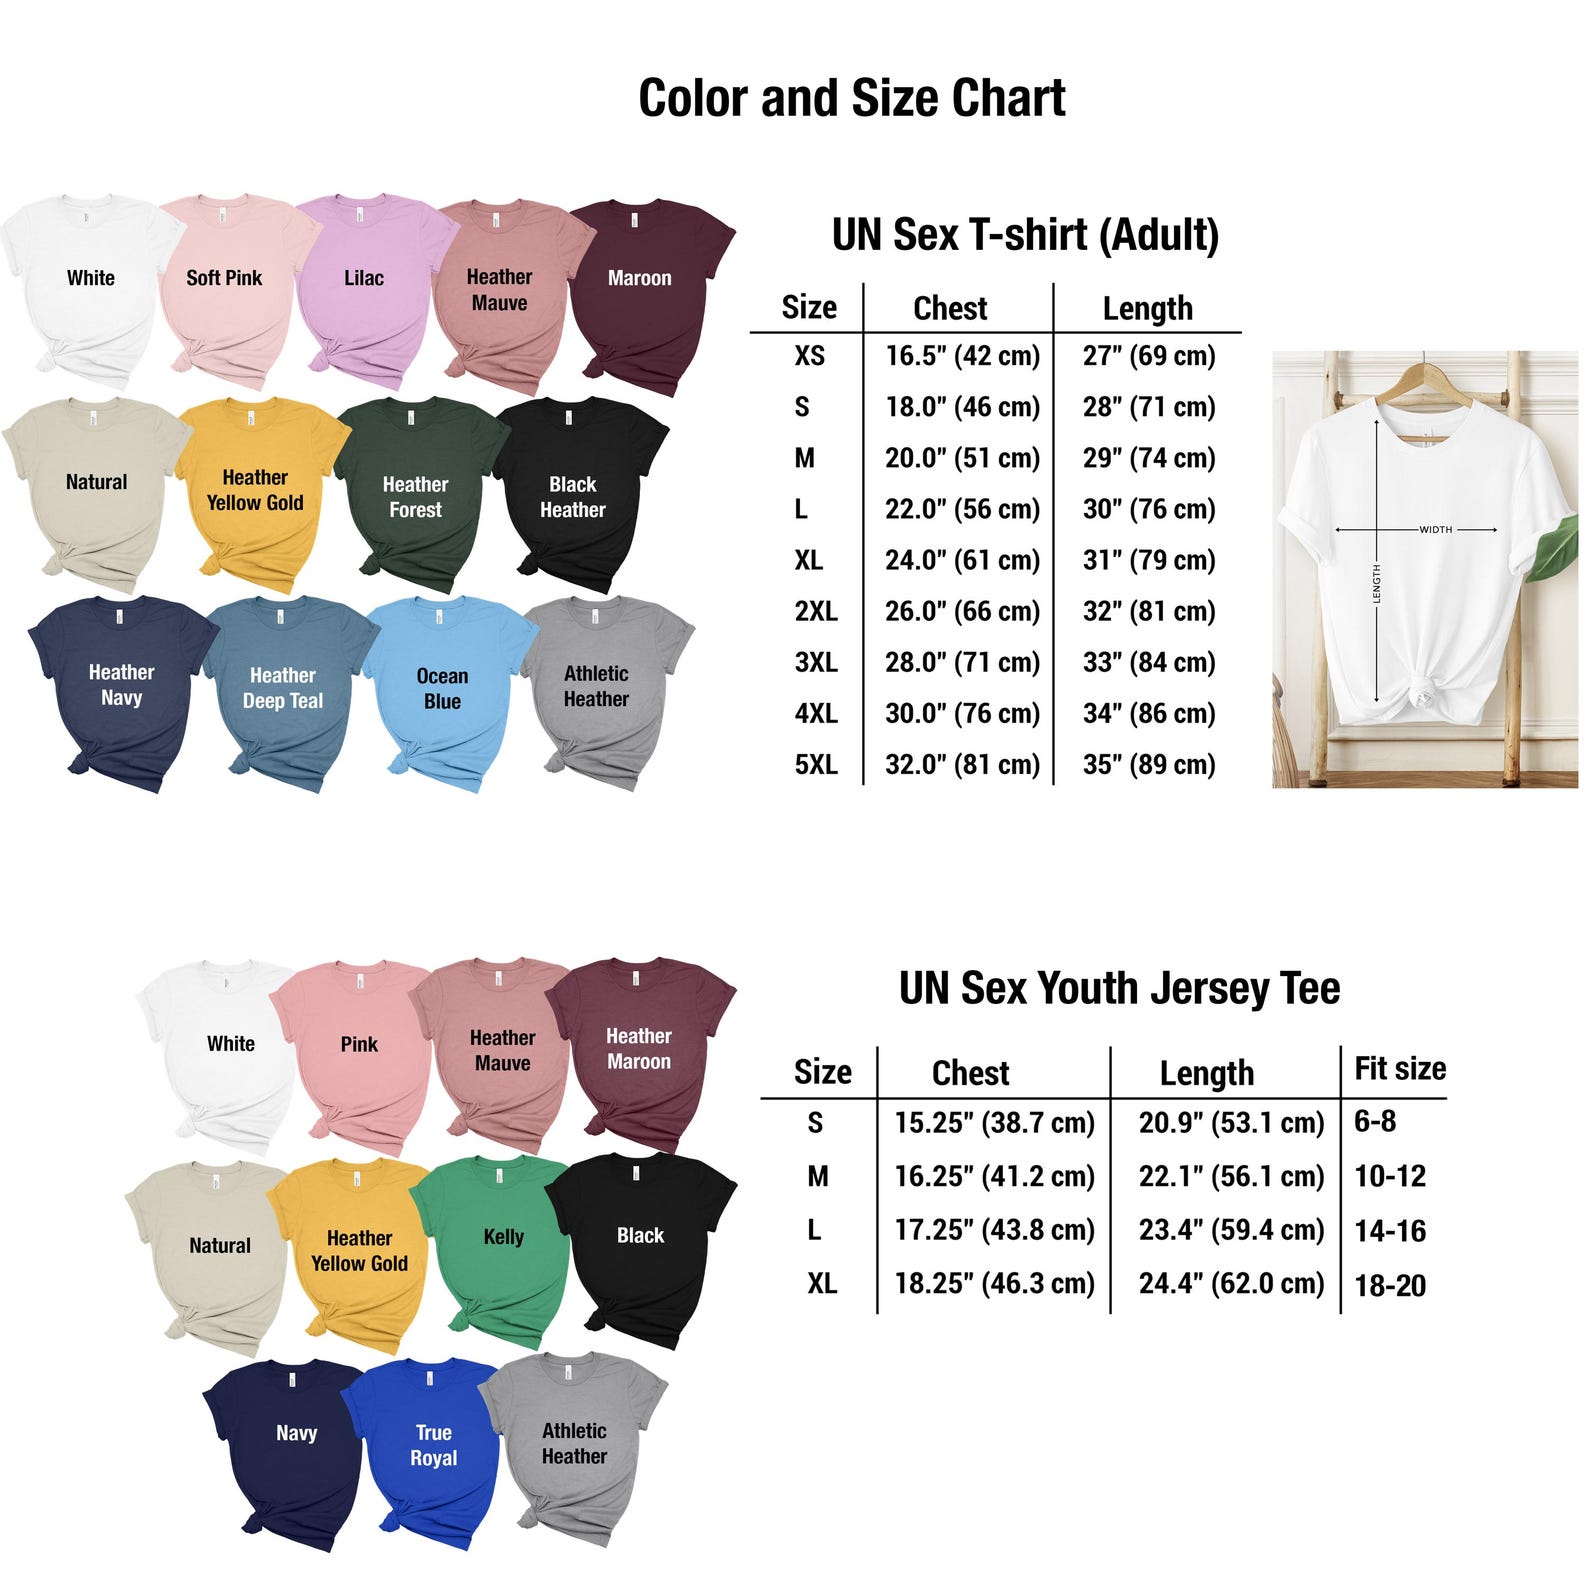 Color and Size Chart
White
Soft Pink
Lilac
Heather
Mauve
Maroon
Natural
Heather
Yellow Gold
Heather
Forest
Black
Heather
Heather
Navy
Heather
Deep Teal
Ocean
Blue
Athletic
Heather
UN Sex T-shirt (Adult)
Size Chest Length
XS 16.5" (42 cm) 27" (69 cm)
S 18.0" (46 cm) 28" (71 cm)
M 20.0" (51 cm) 29" (74 cm)
L 22.0" (56 cm) 30" (76 cm)
XL 24.0" (61 cm) 31" (79 cm)
2XL 26.0" (66 cm) 32" (81 cm)
3XL 28.0" (71 cm) 33" (84 cm)
4XL 30.0" (76 cm) 34" (86 cm)
5XL 32.0" (81 cm) 35" (89 cm)
WIDTH
LENGTH
White
Pink
Heather
Mauve
Heather
Maroon
Natural
Heather
Yellow Gold
Kelly
Black
Navy
True
Royal
Athletic
Heather
UN Sex Youth Jersey Tee
Size Chest Length Fit size
S 15.25" (38.7 cm) 20.9" (53.1 cm) 6-8
M 16.25" (41.2 cm) 22.1" (56.1 cm) 10-12
L 17.25" (43.8 cm) 23.4" (59.4 cm) 14-16
XL 18.25" (46.3 cm) 24.4" (62.0 cm) 18-20